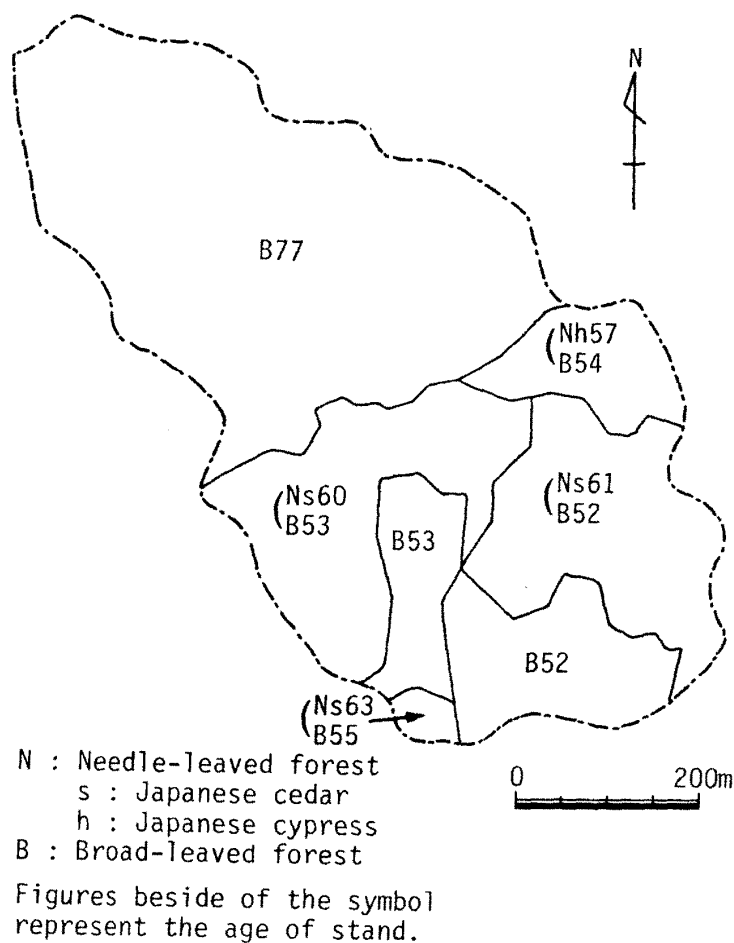 N
B77
Nh57
B54
Ns60
B53
B53
Ns61
B52
B52
Ns63
B55
N : Needle-leaved forest
s : Japanese cedar
h : Japanese cypress
B : Broad-leaved forest
0 200m
Figures beside of the symbol
represent the age of stand.